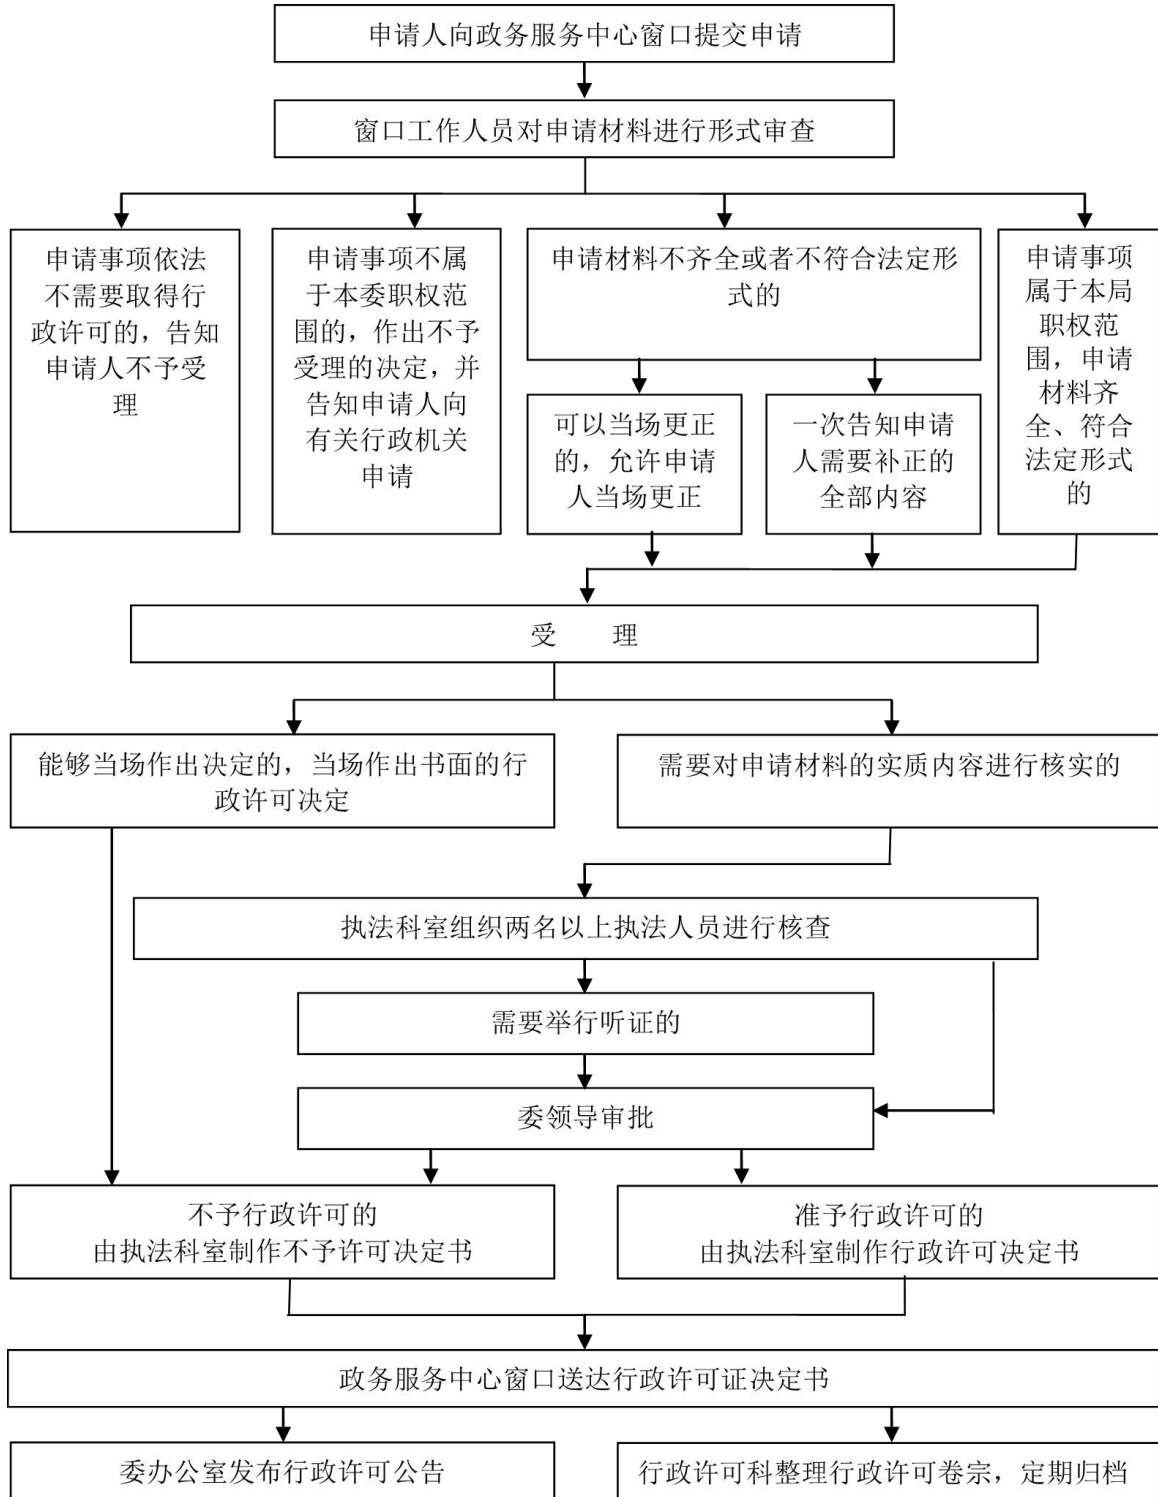 申请人向政务服务中心窗口提交申请
窗口工作人员对申请材料进行形式审查
申请事项依法
不需要取得行
政许可的，告知
申请人不予受
理
申请事项不属
于本委职权范
围的，作出不予
受理的决定，并
告知申请人向
有关行政机关
申请
申请材料不齐全或者不符合法定形
式的
可以当场更正
的，允许申请
人当场更正
一次告知申请
人需要补正的
全部内容
申请事项
属于本局
职权范
围，申请
材料齐
全、符合
法定形式
的
受 理
能够当场作出决定的，当场作出书面的行
政许可决定
需要对申请材料的实质内容进行核实的
执法科室组织两名以上执法人员进行核查
需要举行听证的
委领导审批
不予行政许可的
由执法科室制作不予许可决定书
准予行政许可的
由执法科室制作行政许可决定书
政务服务中心窗口送达行政许可证决定书
委办公室发布行政许可公告
行政许可科整理行政许可卷宗，定期归档